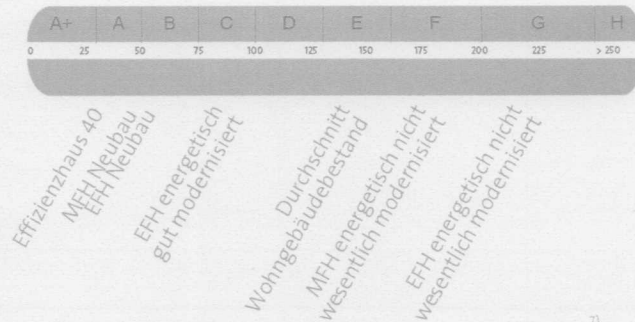 A+ A B C D E F G H
0 25 50 75 100 125 150 175 200 225 > 250
Effizienzhaus 40
MFH Neubau
EFH Neubau
EFH energetisch
gut modernisiert
Durchschnitt
Wohngebäudebestand
MFH energetisch nicht
wesentlich modernisiert
EFH energetisch nicht
wesentlich modernisiert
7)